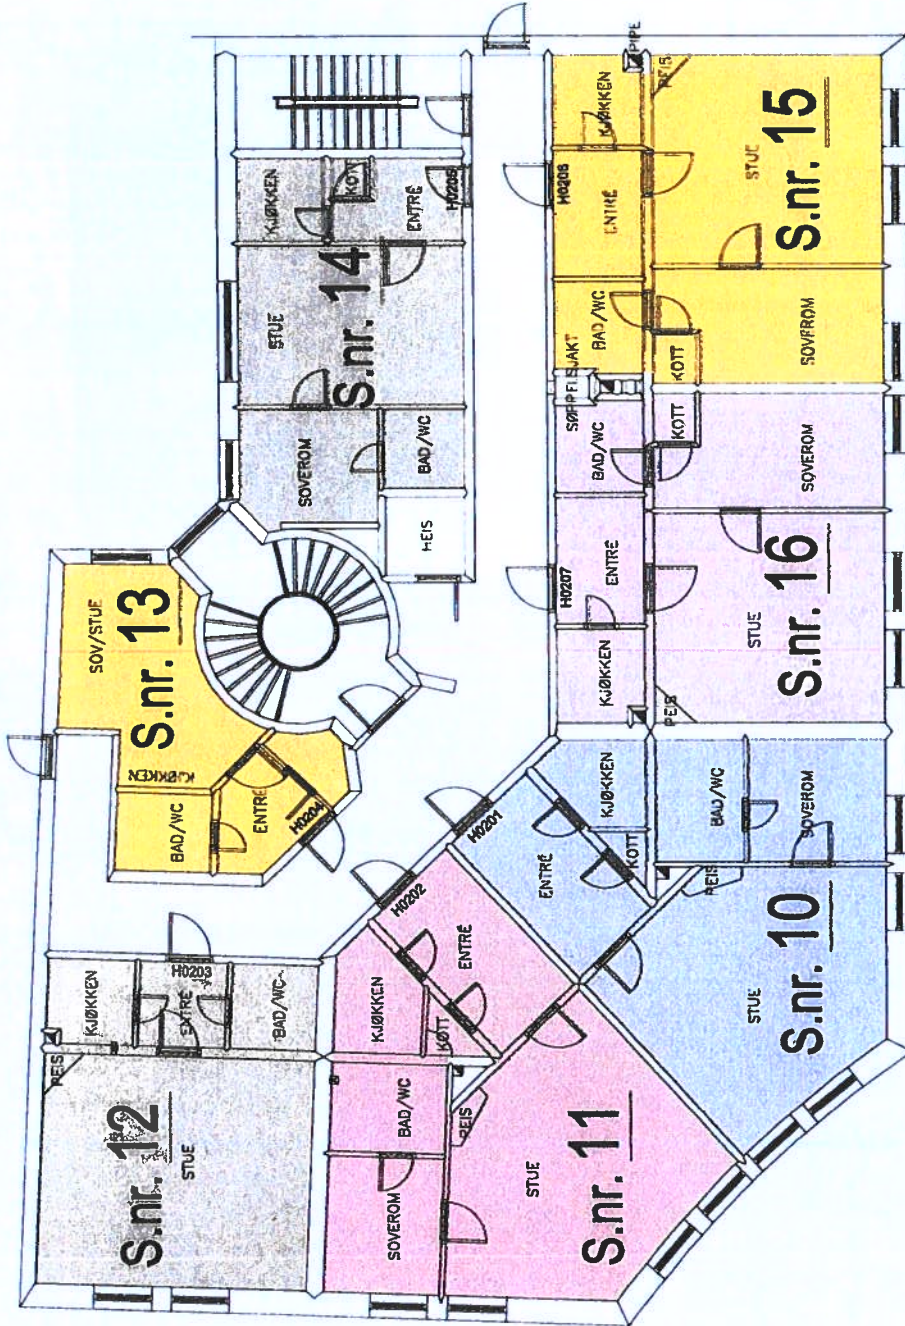 PEIS
KJØKKEN
H0203
ENTRÉ
BAD/WC
S.nr. 12
STUE
SOV/STUE
S.nr. 13
KJØKKEN
BAD/WC
ENTRÉ
H0204
KJØKKEN
KOTT
ENTRÉ
H0205
STUE
S.nr. 14
SOVEROM
BAD/WC
HEIS
PIPE
KJØKKEN
PEIS
H0206
ENTRÉ
STUE
S.nr. 15
BAD/WC
SØPPELSJAKT
KOTT
SOVEROM
BAD/WC
KOTT
SOVEROM
H0207
ENTRÉ
KJØKKEN
STUE
S.nr. 16
PEIS
H0201
ENTRÉ
KJØKKEN
KOTT
BAD/WC
SOVEROM
PEIS
STUE
S.nr. 10
H0202
ENTRÉ
KJØKKEN
KOTT
BAD/WC
SOVEROM
PEIS
STUE
S.nr. 11